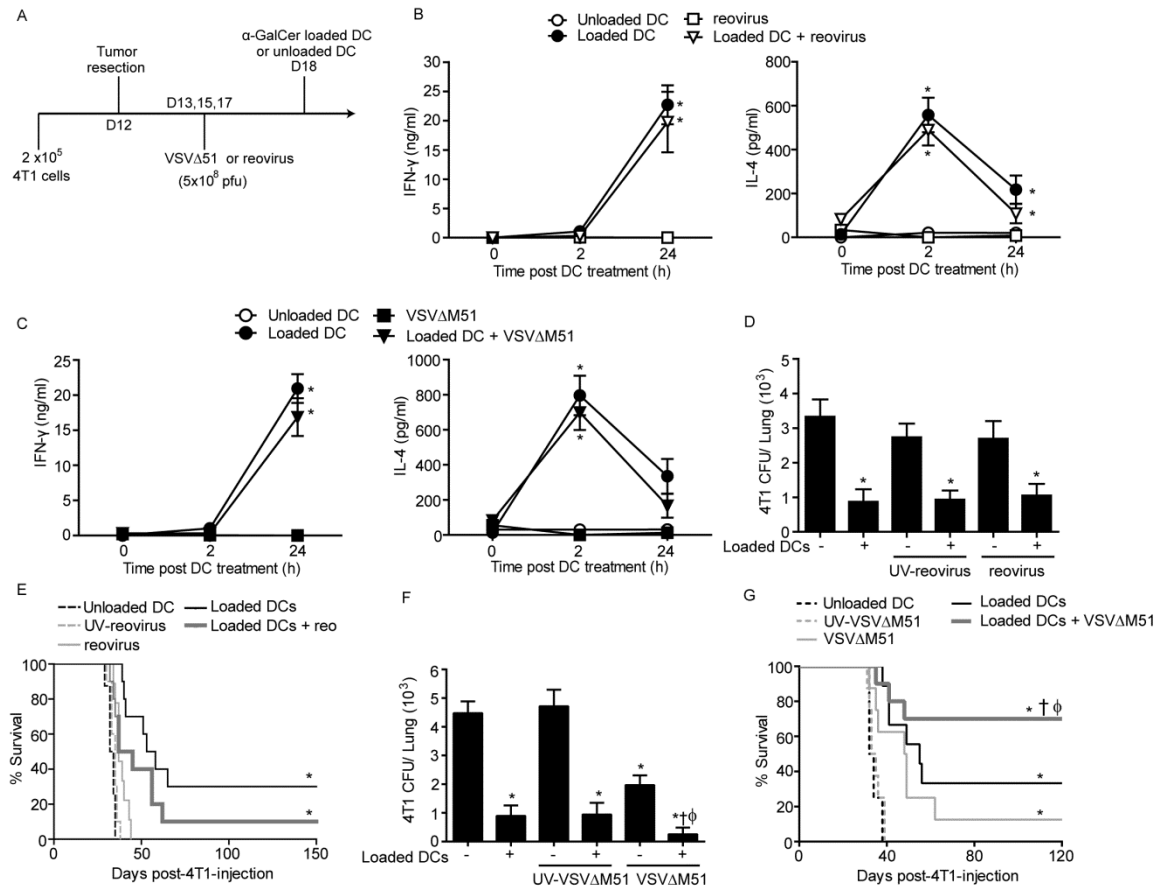 A
Tumor
resection
D12
D13,15,17
α-GalCer loaded DC
or unloaded DC
D18
2 x10⁵
4T1 cells
VSVΔ51 or reovirus
(5x10⁸ pfu)
B
Unloaded DC
Loaded DC
reovirus
Loaded DC + reovirus
IFN-γ (ng/ml)
30
25
20
15
10
5
0
*
*
0 2 24
Time post DC treatment (h)
IL-4 (pg/ml)
800
600
400
200
0
*
*
*
*
0 2 24
Time post DC treatment (h)
C
Unloaded DC
Loaded DC
VSVΔM51
Loaded DC + VSVΔM51
IFN-γ (ng/ml)
25
20
15
10
5
0
*
*
0 2 24
Time post DC treatment (h)
IL-4 (pg/ml)
1000
800
600
400
200
0
*
*
0 2 24
Time post DC treatment (h)
D
4T1 CFU/ Lung (10³)
5
4
3
2
1
0
* * *
Loaded DCs - + - + - +
UV-reovirus reovirus
E
Unloaded DC
UV-reovirus
reovirus
Loaded DCs
Loaded DCs + reo
% Survival
100
80
60
40
20
0
*
*
0 50 100 150
Days post-4T1-injection
F
4T1 CFU/ Lung (10³)
6
5
4
3
2
1
0
* * * *†ϕ
Loaded DCs - + - + - +
UV-VSVΔM51 VSVΔM51
G
Unloaded DC
UV-VSVΔM51
VSVΔM51
Loaded DCs
Loaded DCs + VSVΔM51
% Survival
100
80
60
40
20
0
* † ϕ
*
*
0 40 80 120
Days post-4T1-injection